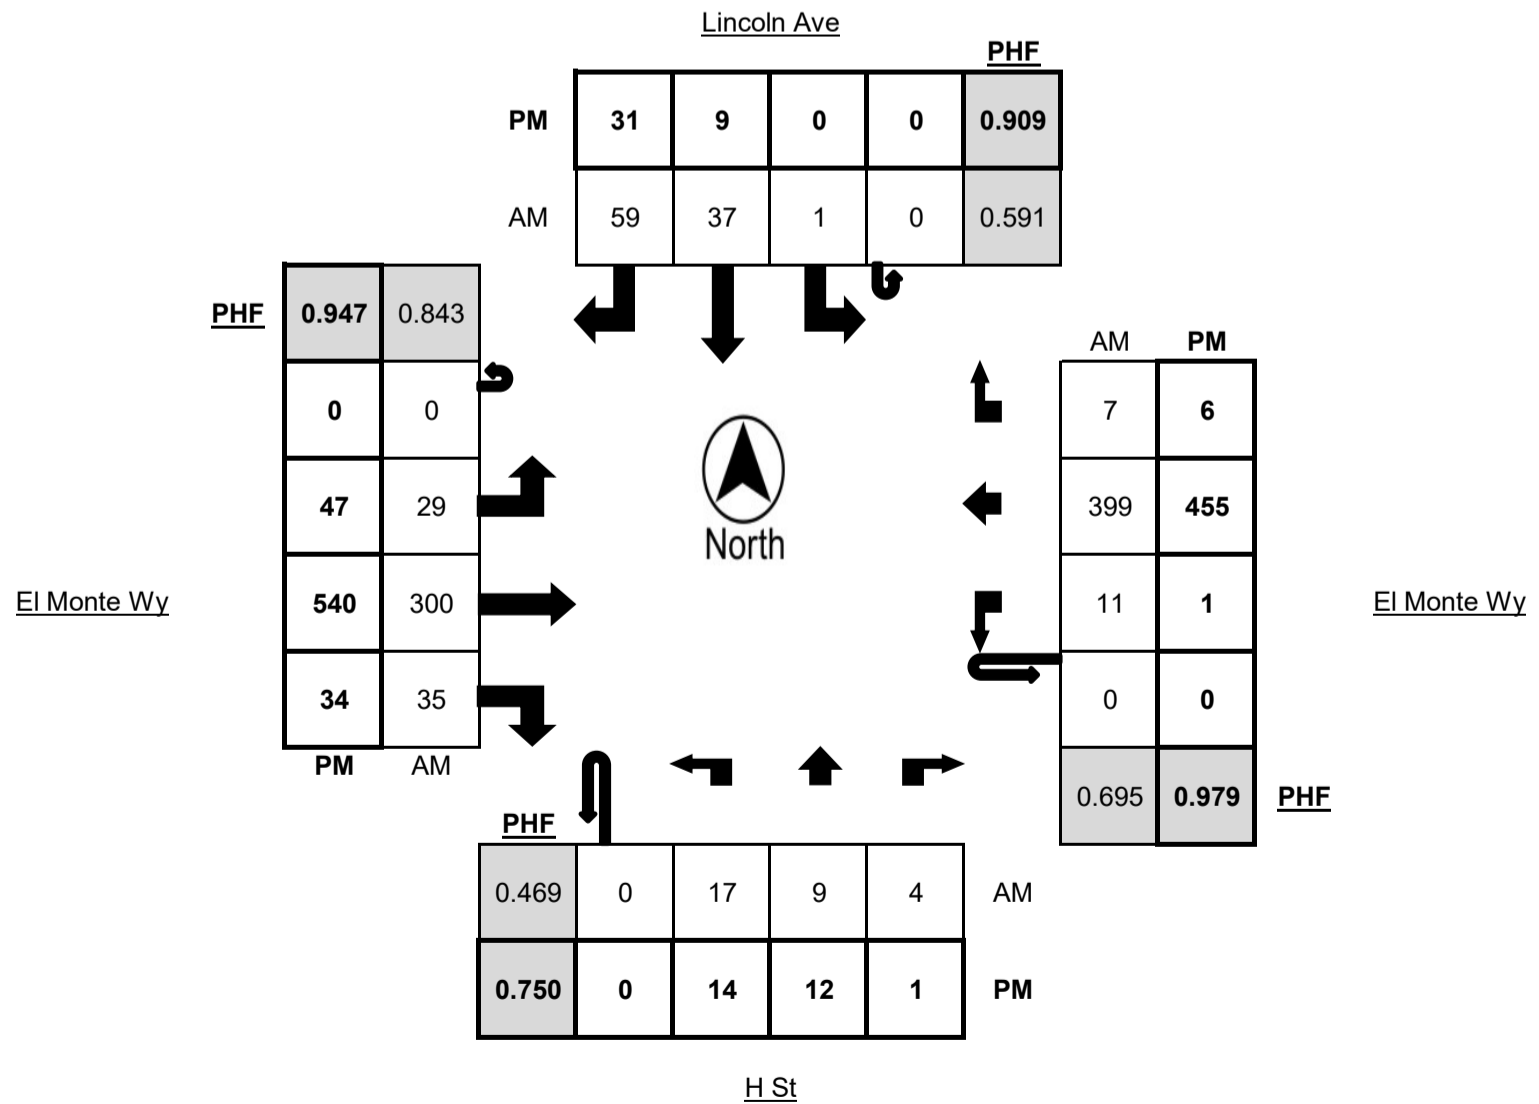 Lincoln Ave
PHF
PM 31 9 0 0 0.909
AM 59 37 1 0 0.591
PHF 0.947 0.843
AM PM
0 0
7 6
47 29
399 455
North
El Monte Wy 540 300
11 1 El Monte Wy
34 35
0 0
PM AM
0.695 0.979 PHF
PHF
0.469 0 17 9 4 AM
0.750 0 14 12 1 PM
H St